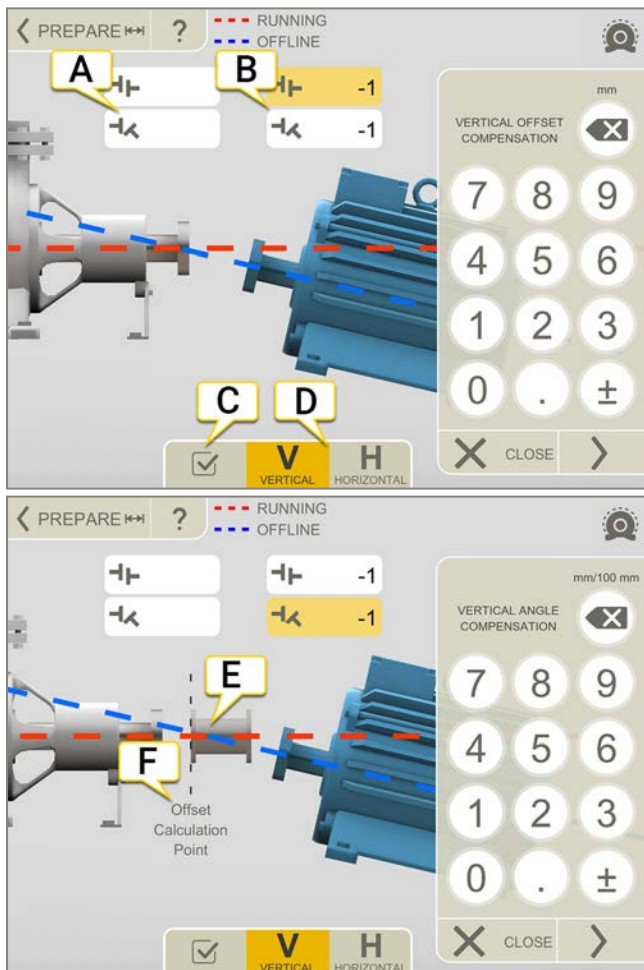 PREPARE
?
RUNNING
OFFLINE
A
B
-1
-1
mm
VERTICAL OFFSET
COMPENSATION
7 8 9
4 5 6
1 2 3
0 . ±
CLOSE
C
D
V
VERTICAL
H
HORIZONTAL
PREPARE
?
RUNNING
OFFLINE
-1
-1
mm/100 mm
VERTICAL ANGLE
COMPENSATION
7 8 9
4 5 6
1 2 3
0 . ±
CLOSE
E
F
Offset
Calculation
Point
V
VERTICAL
H
HORIZONTAL